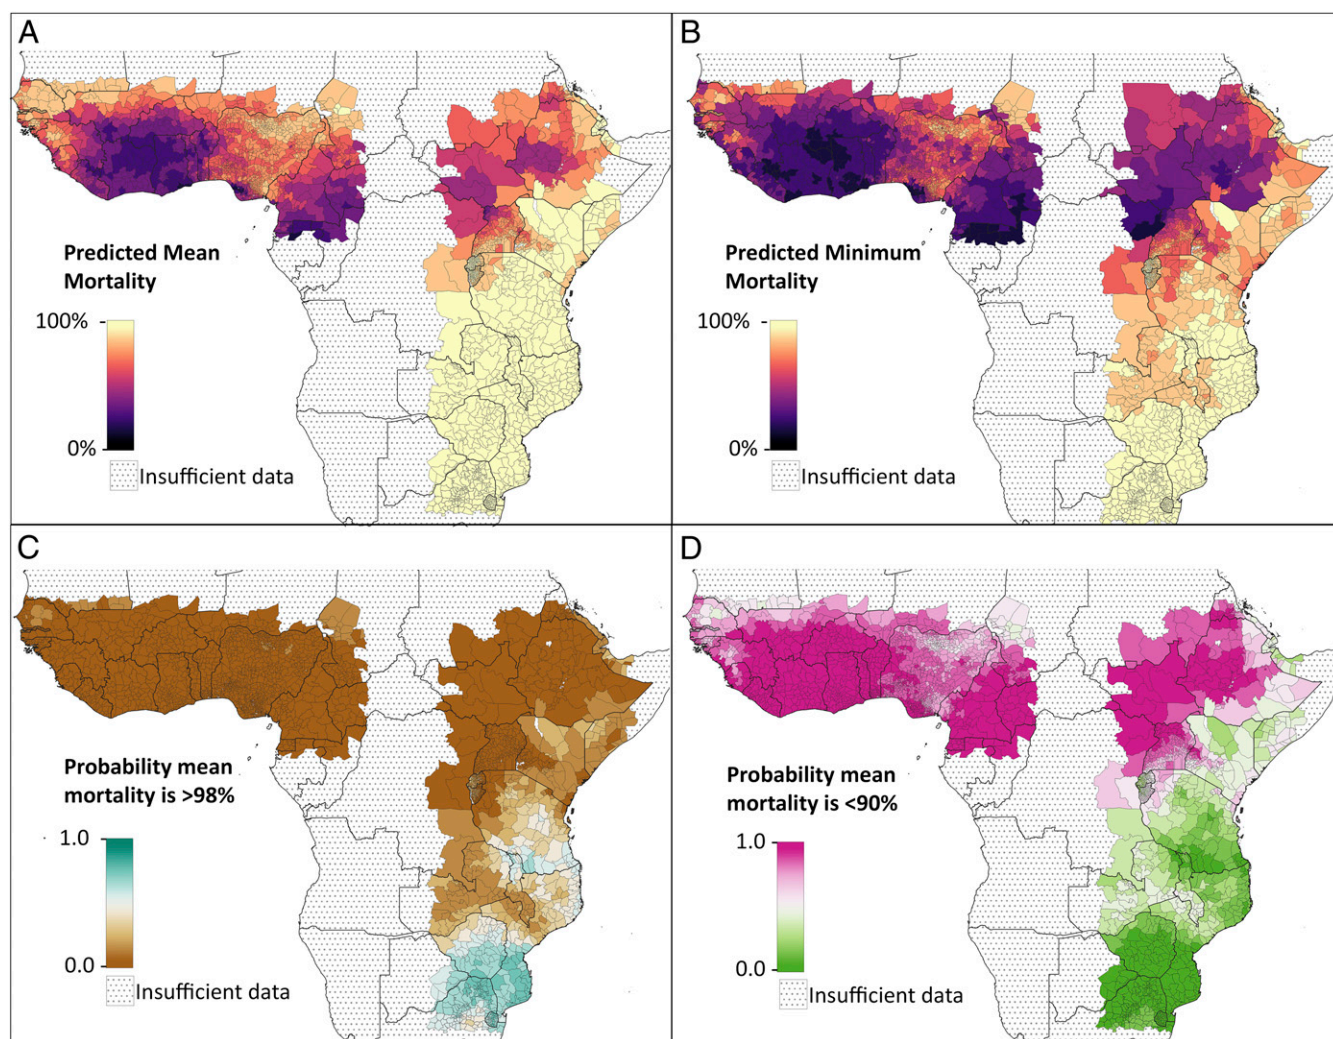 A
Predicted Mean
Mortality
100%
0%
Insufficient data
B
Predicted Minimum
Mortality
100%
0%
Insufficient data
C
Probability mean
mortality is >98%
1.0
0.0
Insufficient data
D
Probability mean
mortality is <90%
1.0
0.0
Insufficient data